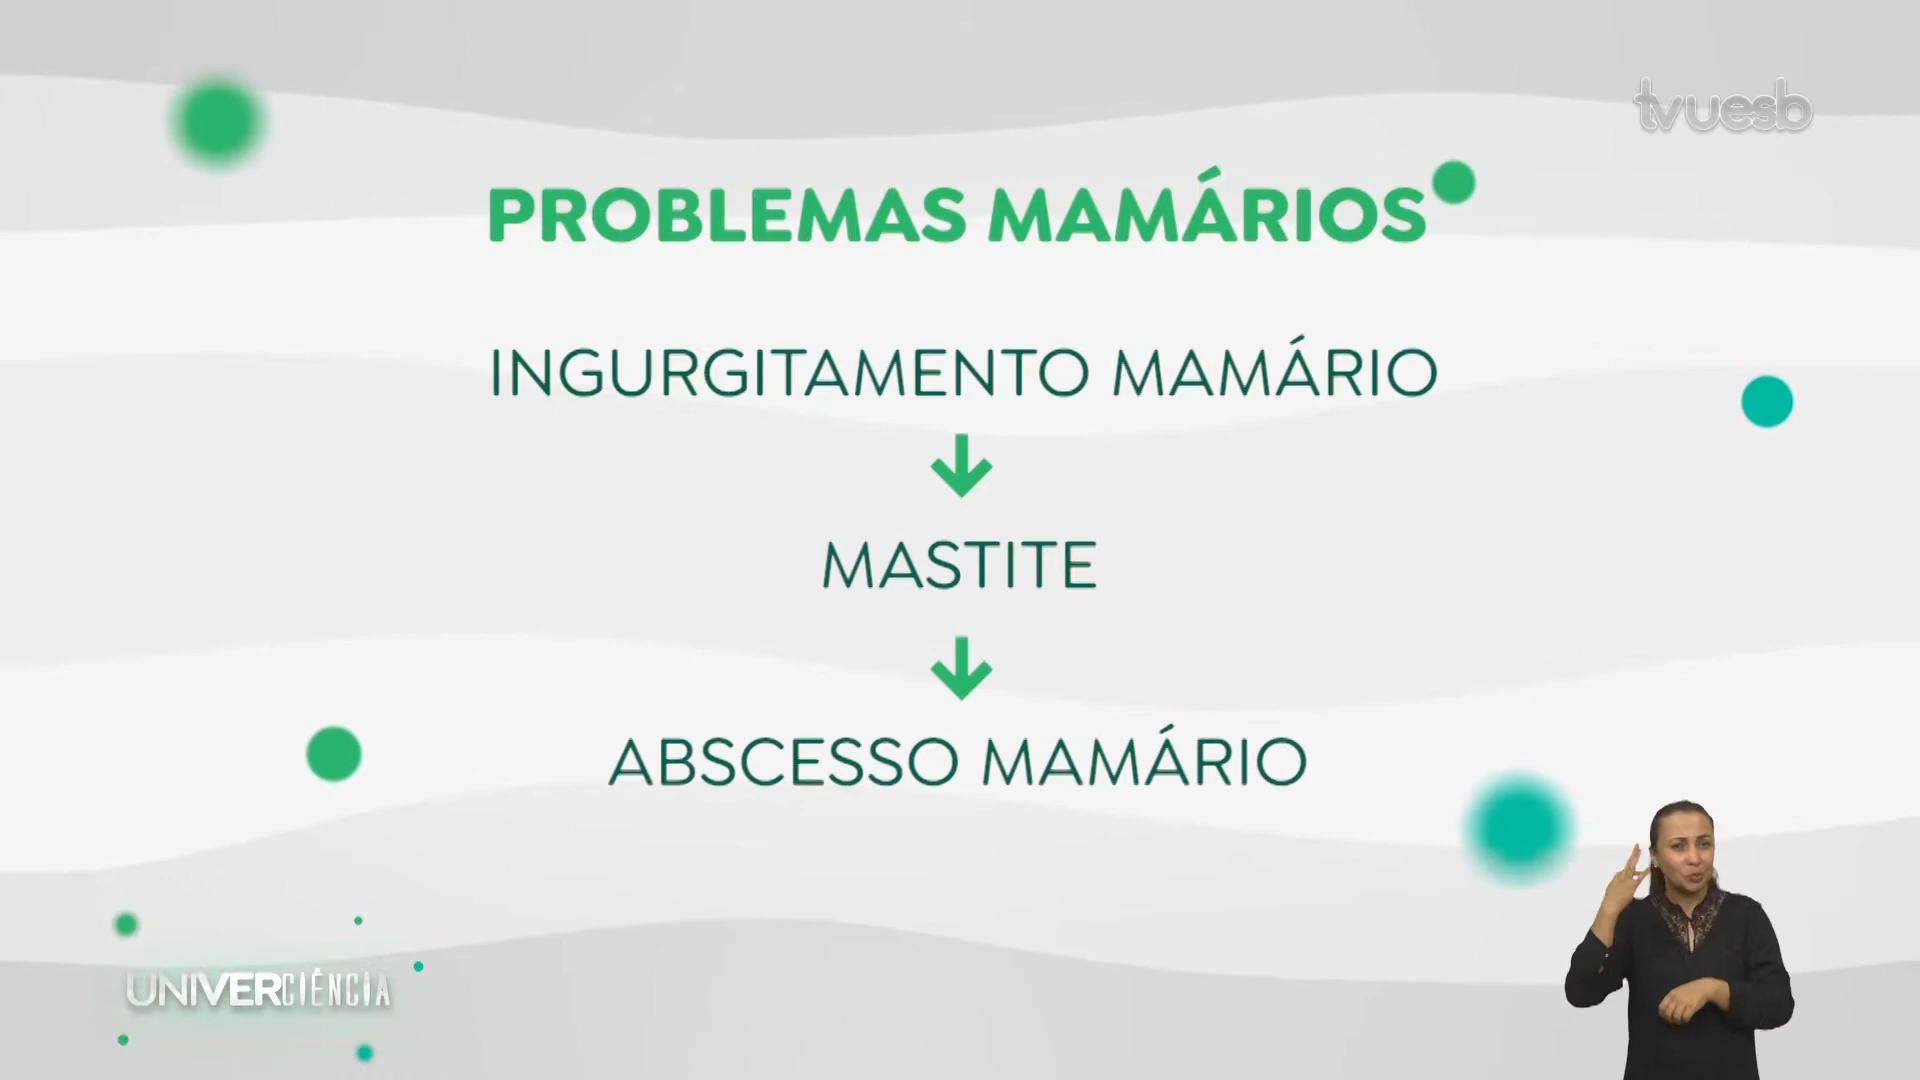 tvuesb
PROBLEMAS MAMÁRIOS
INGURGITAMENTO MAMÁRIO
MASTITE
ABSCESSO MAMÁRIO
UNIVERCIÊNCIA